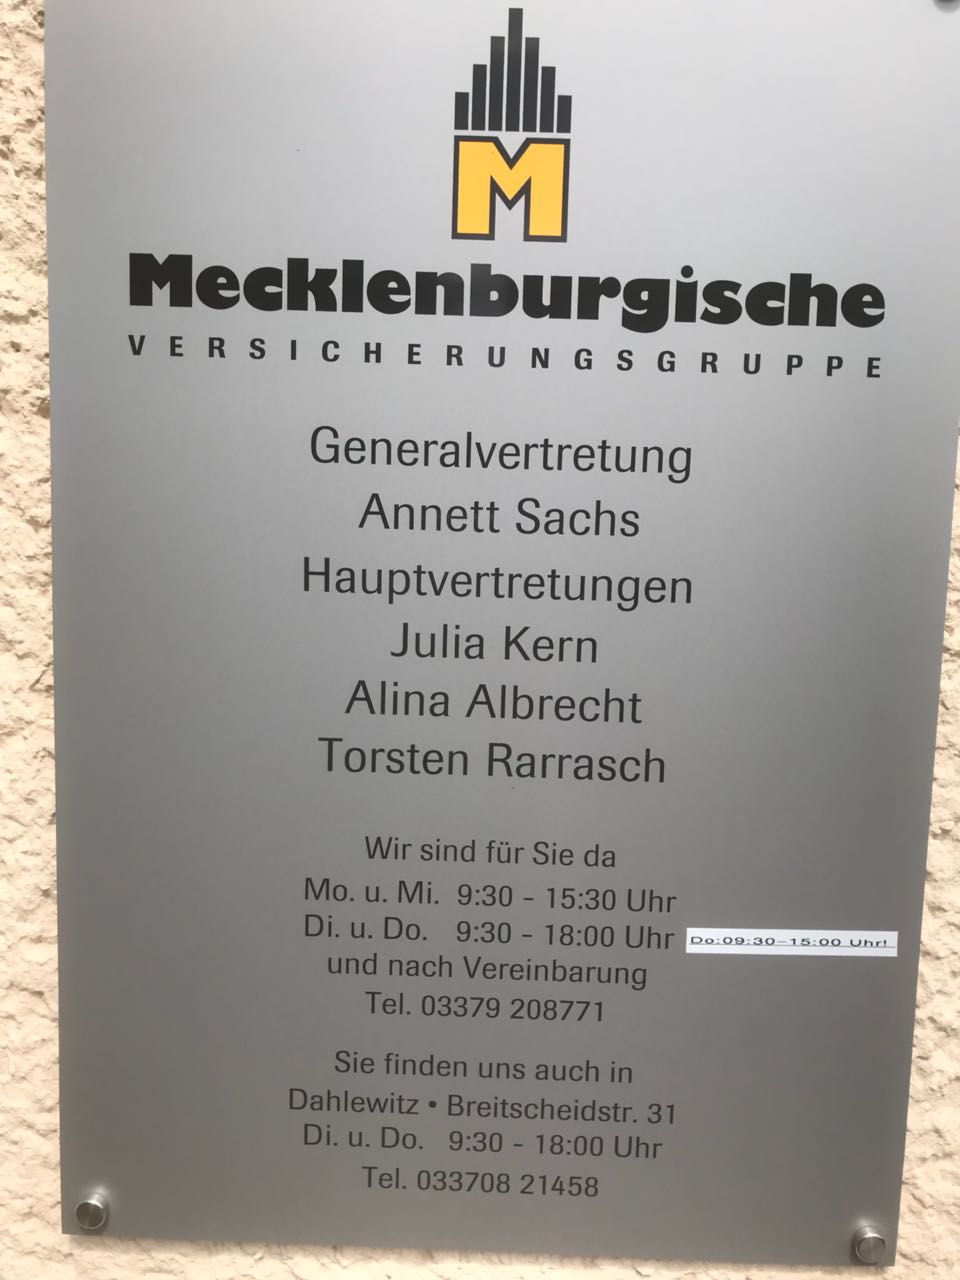 M
Mecklenburgische
VERSICHERUNGSGRUPPE
Generalvertretung
Annett Sachs
Hauptvertretungen
Julia Kern
Alina Albrecht
Torsten Rarrasch
Wir sind für Sie da
Mo. u. Mi. 9:30 - 15:30 Uhr
Di. u. Do. 9:30 - 18:00 Uhr Do:09:30-15:00 Uhr!
und nach Vereinbarung
Tel. 03379 208771
Sie finden uns auch in
Dahlewitz • Breitscheidstr. 31
Di. u. Do. 9:30 - 18:00 Uhr
Tel. 033708 21458